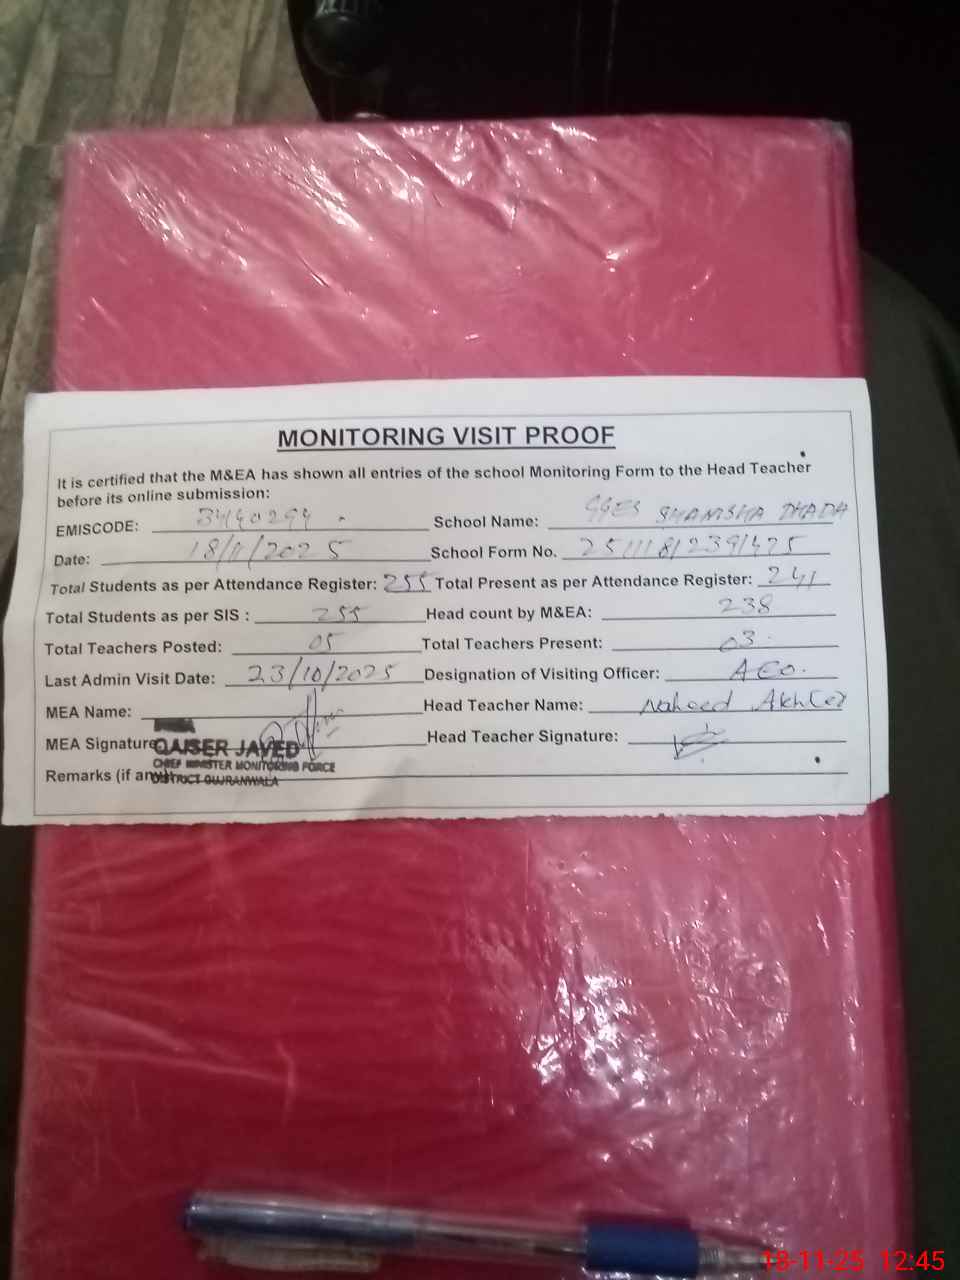 MONITORING VISIT PROOF
It is certified that the M&EA has shown all entries of the school Monitoring Form to the Head Teacher
before its online submission:
EMISCODE: 34140294 School Name: GGES SHAMSHA DHADA
Date: 18/11/2025 School Form No. 251118/239/475
Total Students as per Attendance Register: 255 Total Present as per Attendance Register: 241
Total Students as per SIS : 255 Head count by M&EA: 238
Total Teachers Posted: 05 Total Teachers Present: 03
Last Admin Visit Date: 23/10/2025 Designation of Visiting Officer: AEO.
MEA Name: Head Teacher Name: Naheed Akhter
MEA Signature Head Teacher Signature:
QAISER JAVED
CHIEF MINISTER MONITORING FORCE
Remarks (if any)
DISTRICT GUJRANWALA
18-11-25 12:45